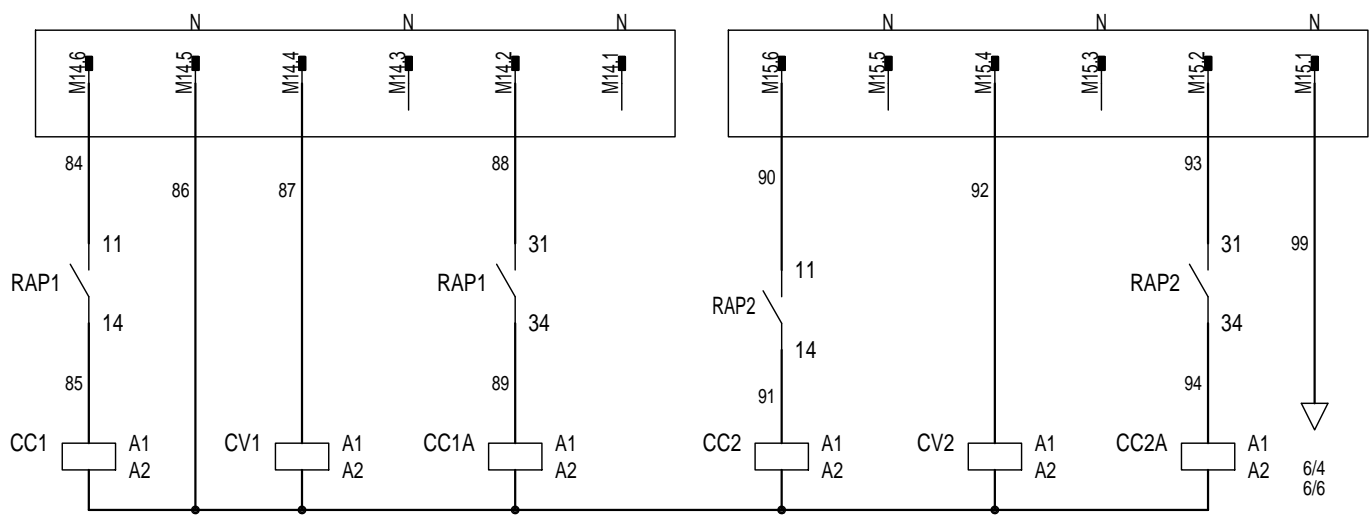 N N N N N N
M14.6 M14.5 M14.4 M14.3 M14.2 M14.1 M15.6 M15.5 M15.4 M15.3 M15.2 M15.1
84 88 90 93
86 87 92
11 31 31 99
11
RAP1 RAP1 RAP2
RAP2
14 34 34
14
85 89 94
91
CC1 A1 CV1 A1 CC1A A1 CC2 A1 CV2 A1 CC2A A1
A2 A2 A2 A2 A2 A2 6/4
6/6